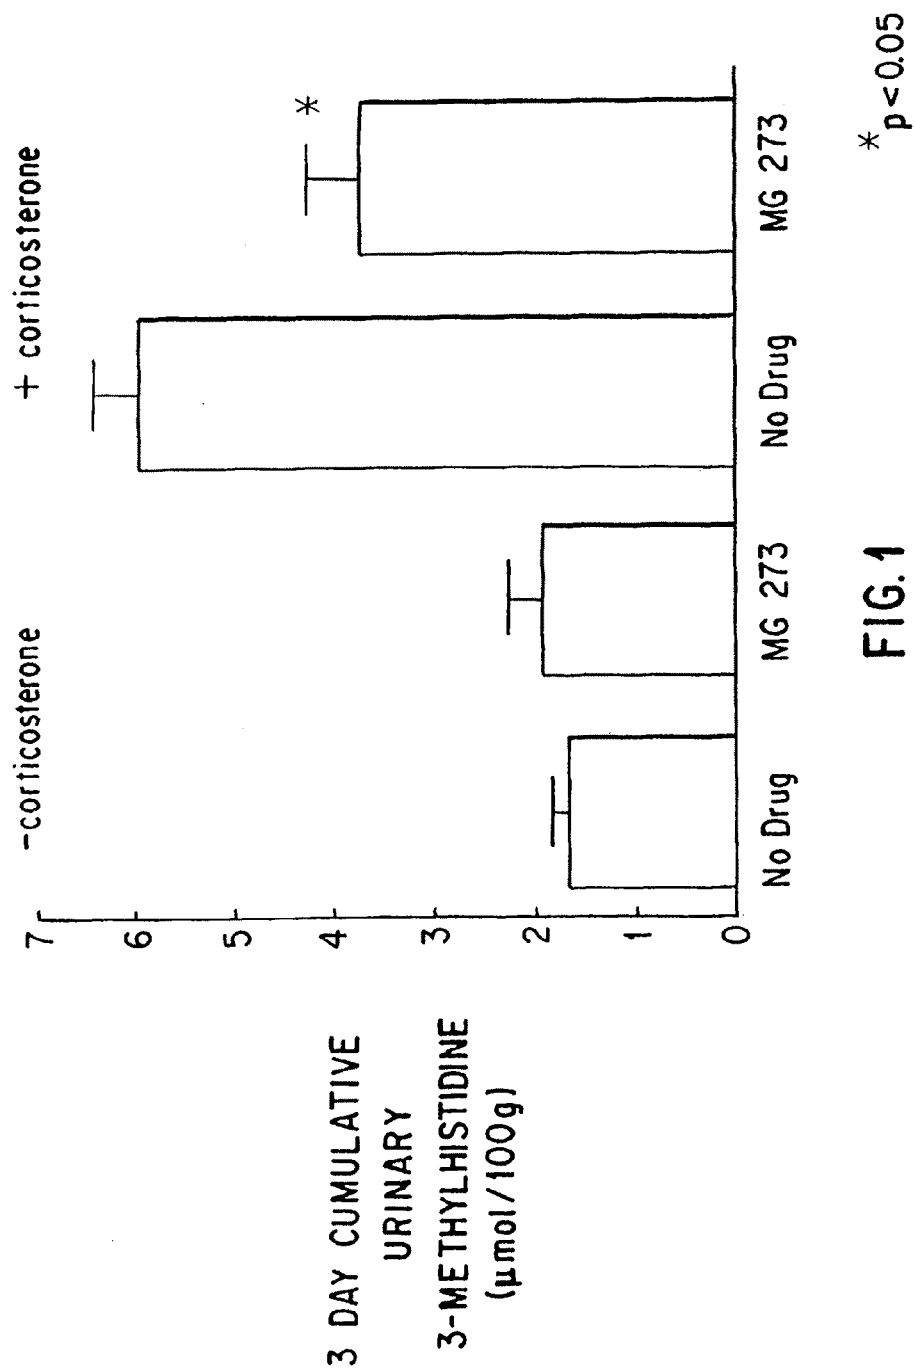 -corticosterone
+ corticosterone
7
6
5
4
3
2
1
0
3 DAY CUMULATIVE
URINARY
3-METHYLHISTIDINE
(μmol/100g)
*
No Drug
MG 273
No Drug
MG 273
*p<0.05
FIG. 1